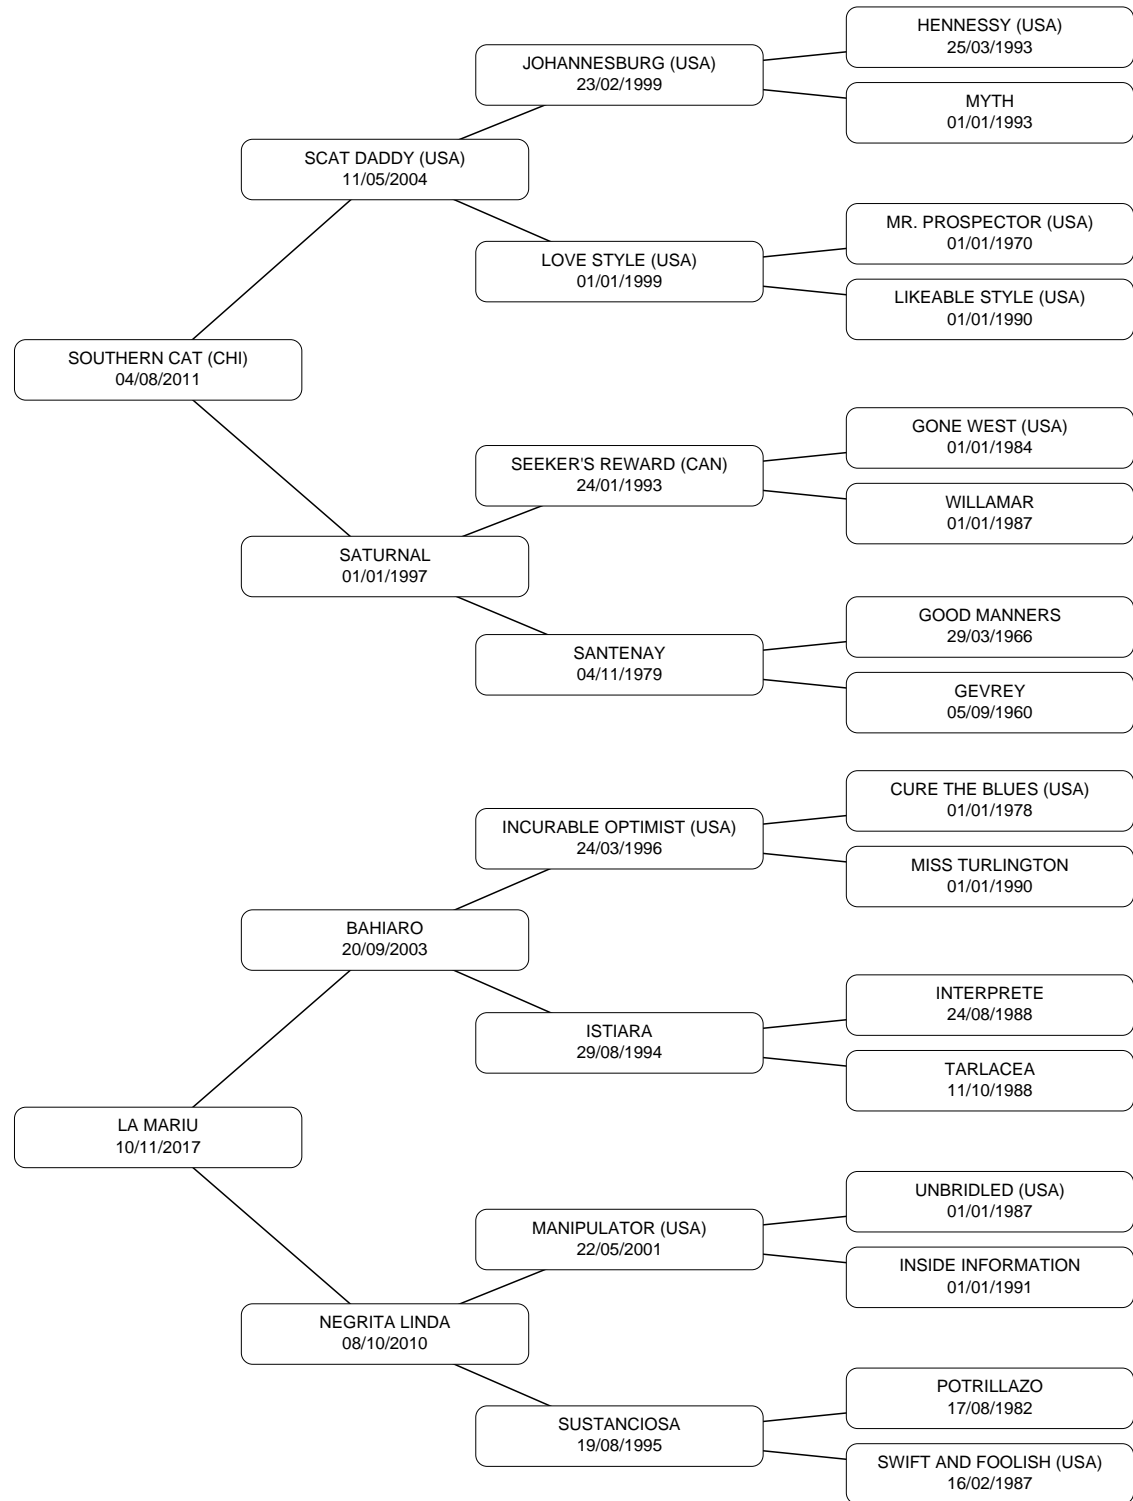 HENNESSY (USA)
25/03/1993
JOHANNESBURG (USA)
23/02/1999
MYTH
01/01/1993
SCAT DADDY (USA)
11/05/2004
MR. PROSPECTOR (USA)
01/01/1970
LOVE STYLE (USA)
01/01/1999
LIKEABLE STYLE (USA)
01/01/1990
SOUTHERN CAT (CHI)
04/08/2011
GONE WEST (USA)
01/01/1984
SEEKER'S REWARD (CAN)
24/01/1993
WILLAMAR
01/01/1987
SATURNAL
01/01/1997
GOOD MANNERS
29/03/1966
SANTENAY
04/11/1979
GEVREY
05/09/1960
CURE THE BLUES (USA)
01/01/1978
INCURABLE OPTIMIST (USA)
24/03/1996
MISS TURLINGTON
01/01/1990
BAHIARO
20/09/2003
INTERPRETE
24/08/1988
ISTIARA
29/08/1994
TARLACEA
11/10/1988
LA MARIU
10/11/2017
UNBRIDLED (USA)
01/01/1987
MANIPULATOR (USA)
22/05/2001
INSIDE INFORMATION
01/01/1991
NEGRITA LINDA
08/10/2010
POTRILLAZO
17/08/1982
SUSTANCIOSA
19/08/1995
SWIFT AND FOOLISH (USA)
16/02/1987